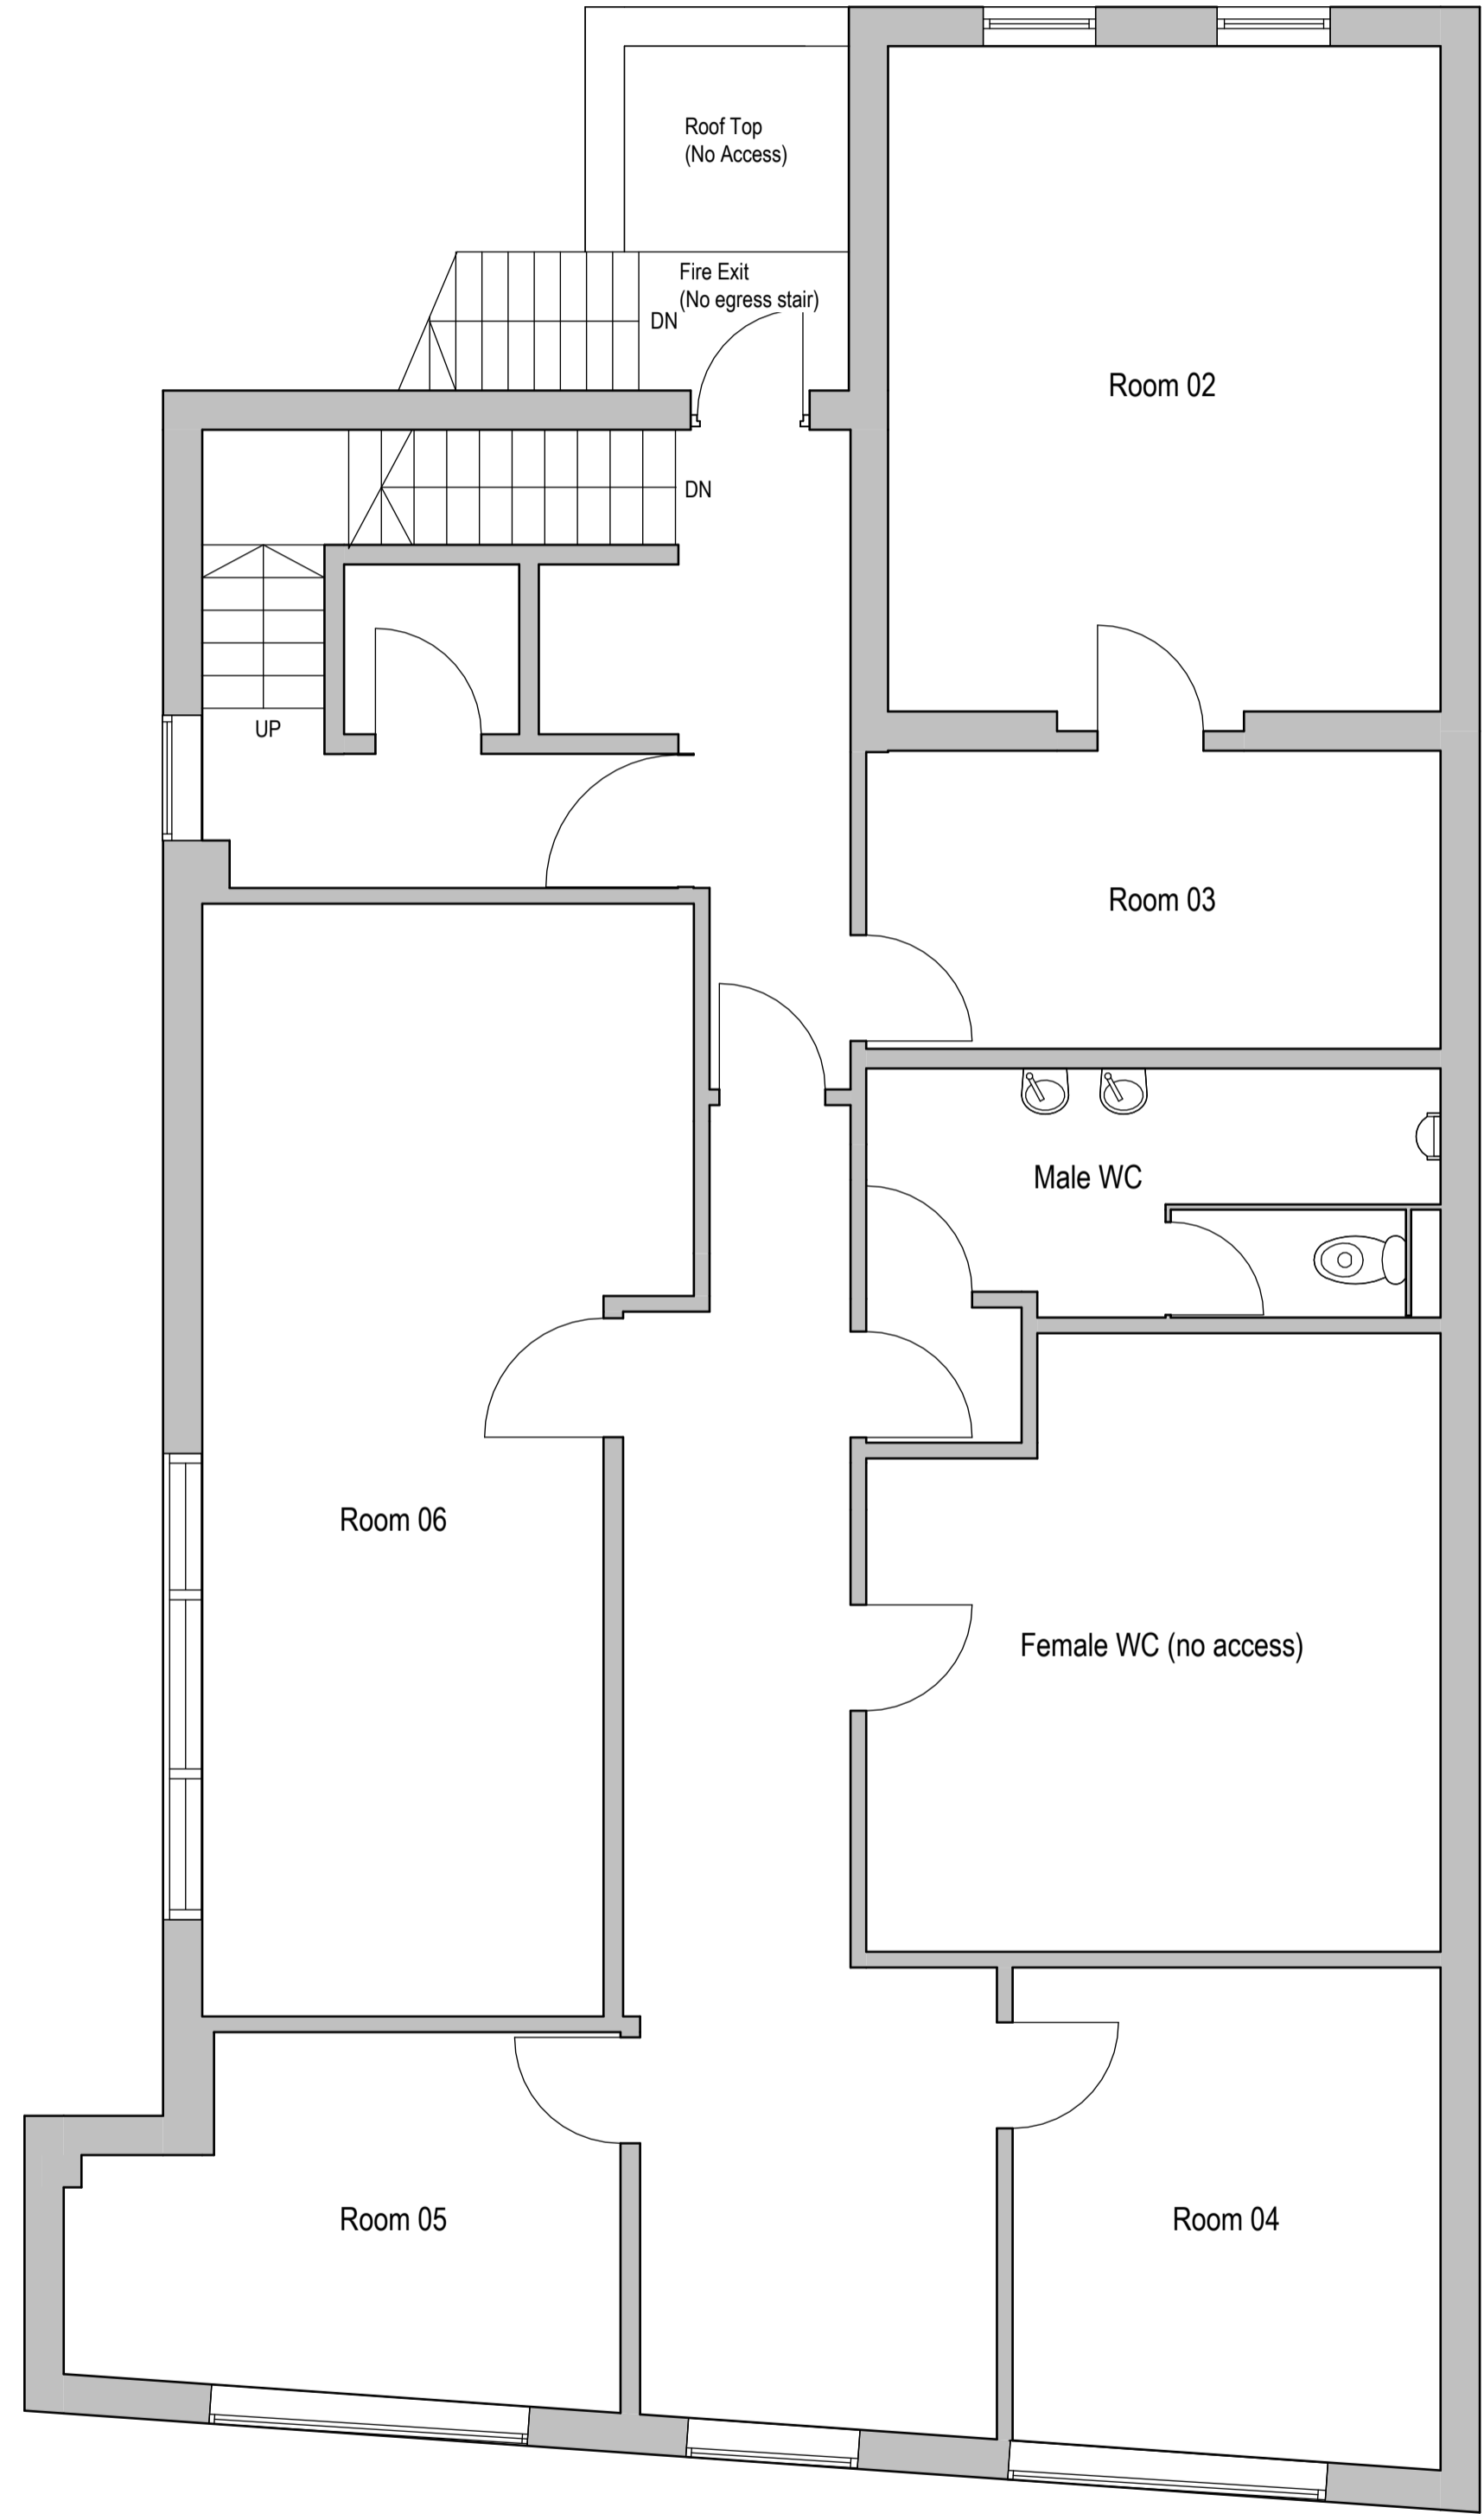 Roof Top
(No Access)
Fire Exit
(No egress stair)
DN
Room 02
DN
UP
Room 03
Male WC
Room 06
Female WC (no access)
Room 05
Room 04